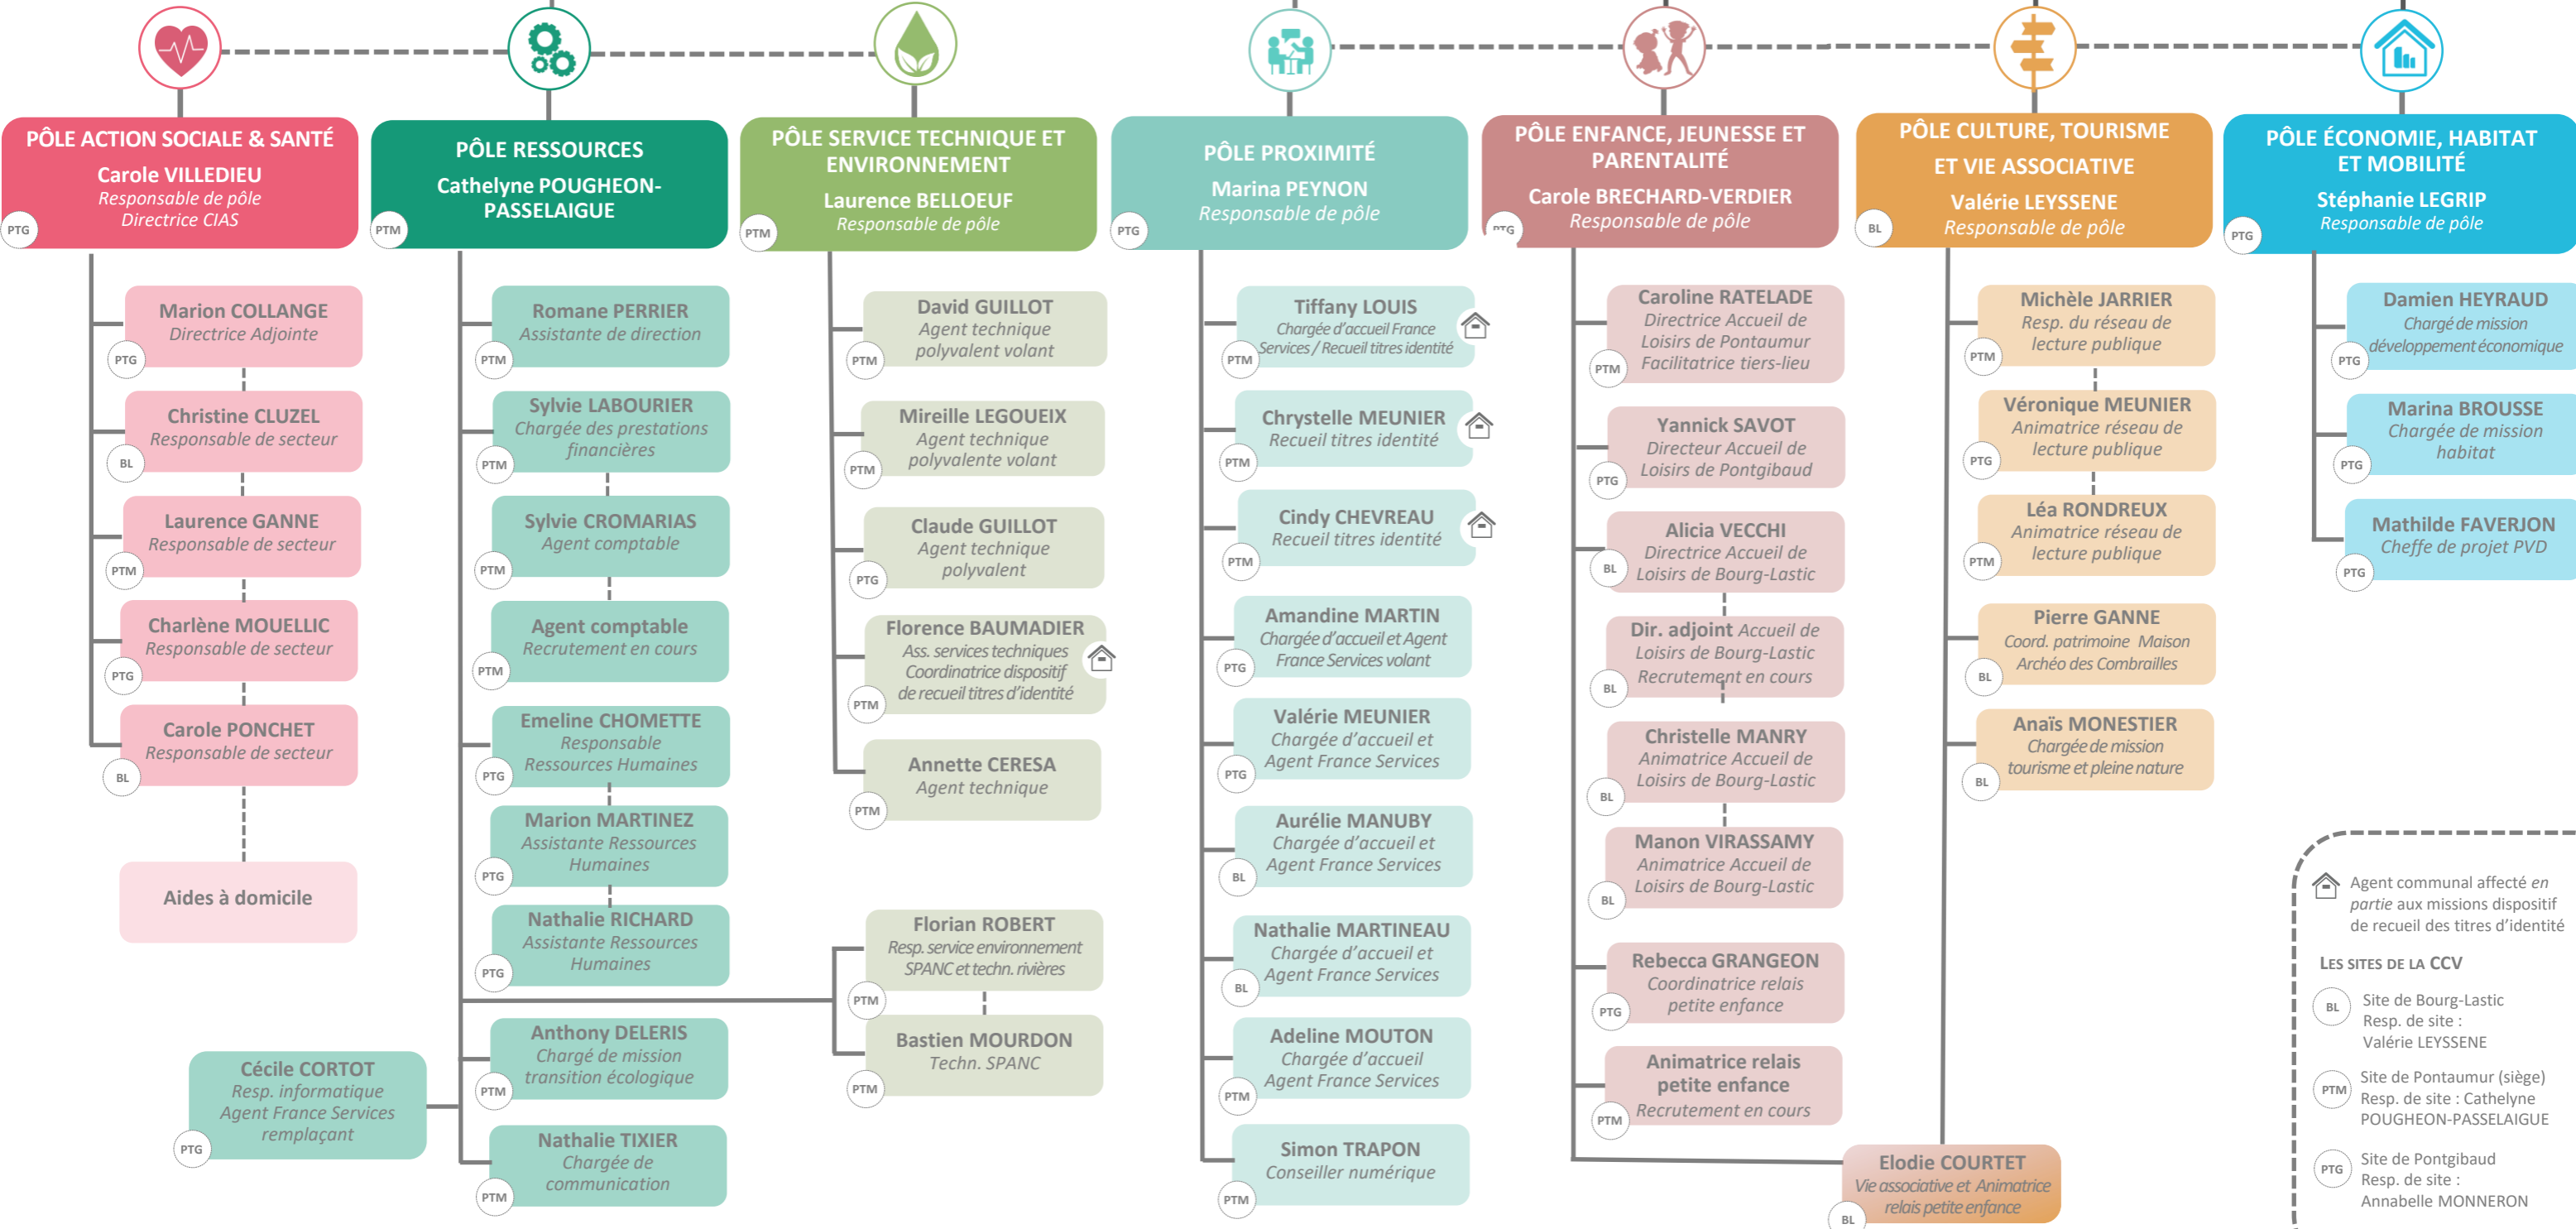 PÔLE ACTION SOCIALE & SANTÉ
Carole VILLEDIEU
Responsable de pôle
Directrice CIAS
PTG
Marion COLLANGE
Directrice Adjointe
PTG
Christine CLUZEL
Responsable de secteur
BL
Laurence GANNE
Responsable de secteur
PTM
Charlène MOUELLIC
Responsable de secteur
PTG
Carole PONCHET
Responsable de secteur
BL
Aides à domicile
PÔLE RESSOURCES
Cathelyne POUGHEON-
PASSELAIGUE
PTM
Romane PERRIER
Assistante de direction
PTM
Sylvie LABOURIER
Chargée des prestations
financières
PTM
Sylvie CROMARIAS
Agent comptable
PTM
Agent comptable
Recrutement en cours
PTM
Emeline CHOMETTE
Responsable
Ressources Humaines
PTG
Marion MARTINEZ
Assistante Ressources
Humaines
PTG
Nathalie RICHARD
Assistante Ressources
Humaines
PTG
Anthony DELERIS
Chargé de mission
transition écologique
PTM
Cécile CORTOT
Resp. informatique
Agent France Services
remplaçant
PTG
Nathalie TIXIER
Chargée de
communication
PTM
PÔLE SERVICE TECHNIQUE ET
ENVIRONNEMENT
Laurence BELLOEUF
Responsable de pôle
PTM
David GUILLOT
Agent technique
polyvalent volant
PTM
Mireille LEGOUEIX
Agent technique
polyvalente volant
PTM
Claude GUILLOT
Agent technique
polyvalent
PTG
Florence BAUMADIER
Ass. services techniques
Coordinatrice dispositif
de recueil titres d'identité
PTM
Annette CERESA
Agent technique
PTM
Florian ROBERT
Resp. service environnement
SPANC et techn. rivières
PTM
Bastien MOURDON
Techn. SPANC
PTM
PÔLE PROXIMITÉ
Marina PEYNON
Responsable de pôle
PTG
Tiffany LOUIS
Chargée d'accueil France
Services / Recueil titres identité
PTM
Chrystelle MEUNIER
Recueil titres identité
PTM
Cindy CHEVREAU
Recueil titres identité
PTM
Amandine MARTIN
Chargée d'accueil et Agent
France Services volant
PTG
Valérie MEUNIER
Chargée d'accueil et
Agent France Services
PTG
Aurélie MANUBY
Chargée d'accueil et
Agent France Services
BL
Nathalie MARTINEAU
Chargée d'accueil et
Agent France Services
BL
Adeline MOUTON
Chargée d'accueil
Agent France Services
PTM
Simon TRAPON
Conseiller numérique
PTM
PÔLE ENFANCE, JEUNESSE ET
PARENTALITÉ
Carole BRECHARD-VERDIER
Responsable de pôle
PTG
Caroline RATELADE
Directrice Accueil de
Loisirs de Pontaumur
Facilitatrice tiers-lieu
PTM
Yannick SAVOT
Directeur Accueil de
Loisirs de Pontgibaud
PTG
Alicia VECCHI
Directrice Accueil de
Loisirs de Bourg-Lastic
BL
Dir. adjoint Accueil de
Loisirs de Bourg-Lastic
Recrutement en cours
BL
Christelle MANRY
Animatrice Accueil de
Loisirs de Bourg-Lastic
BL
Manon VIRASSAMY
Animatrice Accueil de
Loisirs de Bourg-Lastic
BL
Rebecca GRANGEON
Coordinatrice relais
petite enfance
PTG
Animatrice relais
petite enfance
Recrutement en cours
PTM
Elodie COURTET
Vie associative et Animatrice
relais petite enfance
BL
PÔLE CULTURE, TOURISME
ET VIE ASSOCIATIVE
Valérie LEYSSENE
Responsable de pôle
BL
Michèle JARRIER
Resp. du réseau de
lecture publique
PTM
Véronique MEUNIER
Animatrice réseau de
lecture publique
PTG
Léa RONDREUX
Animatrice réseau de
lecture publique
PTM
Pierre GANNE
Coord. patrimoine Maison
Archéo des Combrailles
BL
Anaïs MONESTIER
Chargée de mission
tourisme et pleine nature
BL
PÔLE ÉCONOMIE, HABITAT
ET MOBILITÉ
Stéphanie LEGRIP
Responsable de pôle
PTG
Damien HEYRAUD
Chargé de mission
développement économique
PTG
Marina BROUSSE
Chargée de mission
habitat
PTG
Mathilde FAVERJON
Cheffe de projet PVD
PTG
Agent communal affecté en
partie aux missions dispositif
de recueil des titres d'identité
LES SITES DE LA CCV
BL
Site de Bourg-Lastic
Resp. de site :
Valérie LEYSSENE
PTM
Site de Pontaumur (siège)
Resp. de site : Cathelyne
POUGHEON-PASSELAIGUE
PTG
Site de Pontgibaud
Resp. de site :
Annabelle MONNERON